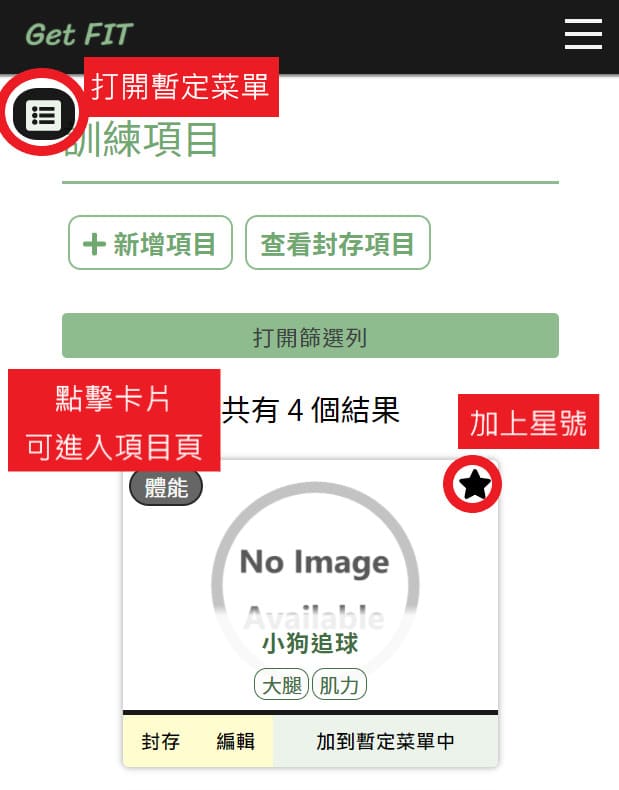 Get FIT
打開暫定菜單
訓練項目
新增項目
查看封存項目
打開篩選列
點擊卡片
可進入項目頁
共有 4 個結果
加上星號
體能
No Image
Available
小狗追球
大腿
肌力
封存
編輯
加到暫定菜單中